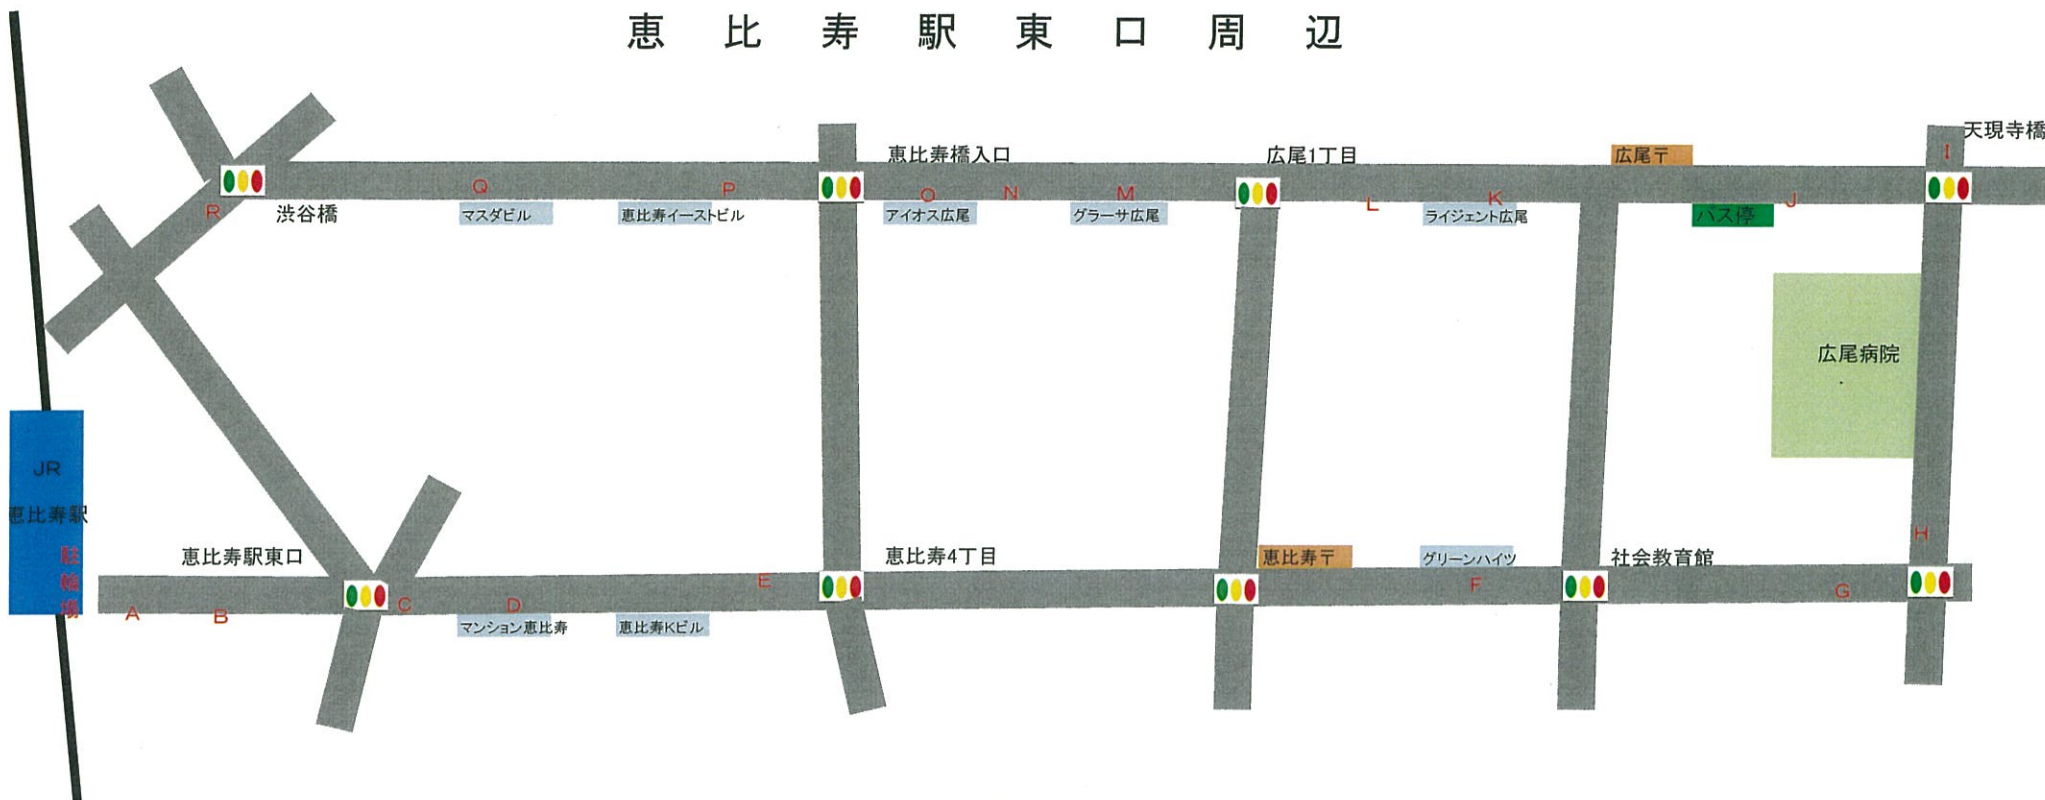 恵比寿駅東口周辺
天現寺橋
恵比寿橋入口
広尾1丁目
広尾〒
I
Q
P
O
N
M
L
K
J
R
渋谷橋
マスダビル
恵比寿イーストビル
アイオス広尾
グラーサ広尾
ライジェント広尾
バス停
広尾病院
JR
恵比寿駅
駐輪場
恵比寿駅東口
恵比寿4丁目
恵比寿〒
グリーンハイツ
社会教育館
H
A
B
C
D
E
F
G
マンション恵比寿
恵比寿Kビル